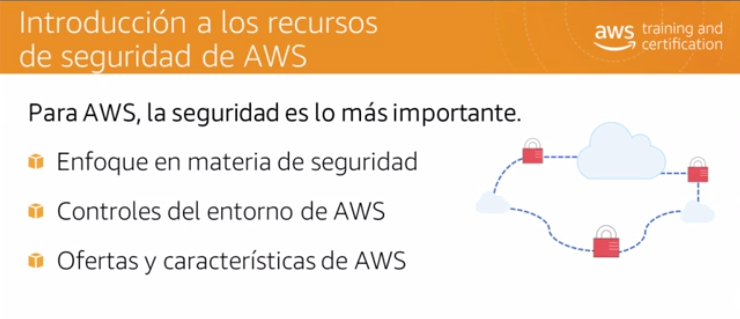 Introducción a los recursos
de seguridad de AWS
aws training and
certification
Para AWS, la seguridad es lo más importante.
Enfoque en materia de seguridad
Controles del entorno de AWS
Ofertas y características de AWS